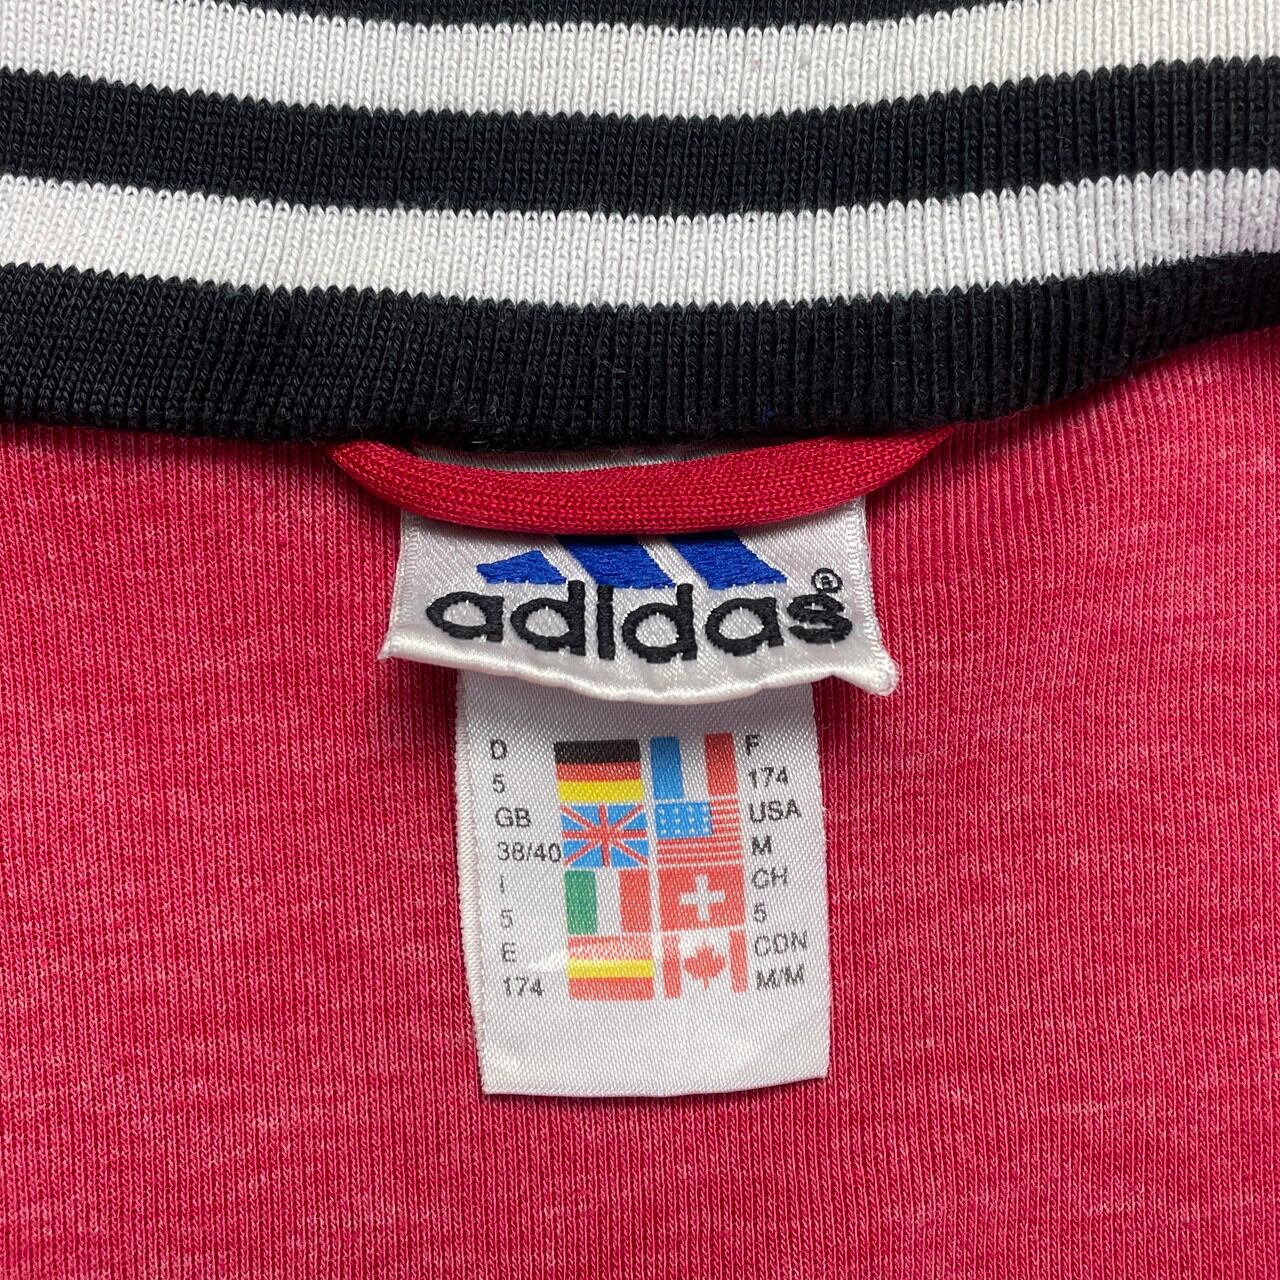 adidas®
D
5
GB
38/40
I
5
E
174
F
174
USA
M
CH
5
CDN
M/M